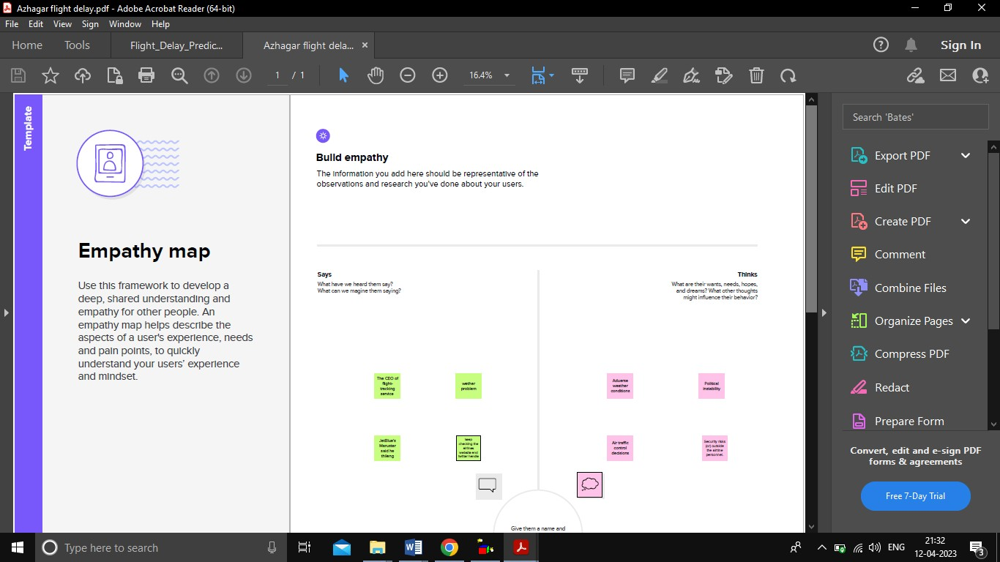 Azhagar flight delay.pdf - Adobe Acrobat Reader (64-bit)
File Edit View Sign Window Help
Home Tools Flight_Delay_Predic... Azhagar flight dela... × Sign In
1 / 1 16.4%
Template
Empathy map
Use this framework to develop a
deep, shared understanding and
empathy for other people. An
empathy map helps describe the
aspects of a user's experience, needs
and pain points, to quickly
understand your users' experience
and mindset.
Build empathy
The information you add here should be representative of the
observations and research you've done about your users.
Says
What have we heard them say?
What can we magine them saying?
Thinks
What are their wants, needs, hopes,
and dreams? What other thoughts
might influence their behavior?
The CEO of
flight-
tracking
service
wether
problem
Aduerse
weather
conditions
Political
instability
JetBlue's
Maruster
said he
thileng
keep
checking the
airlines
website and
twitter handle
Air traffic
control
decisions
Security risks
(or) outside
the airline
personnel.
Give them a name and
Search 'Bates'
Export PDF
Edit PDF
Create PDF
Comment
Combine Files
Organize Pages
Compress PDF
Redact
Prepare Form
Convert, edit and e-sign PDF
forms & agreements
Free 7-Day Trial
Type here to search
ENG
21:32
12-04-2023
3